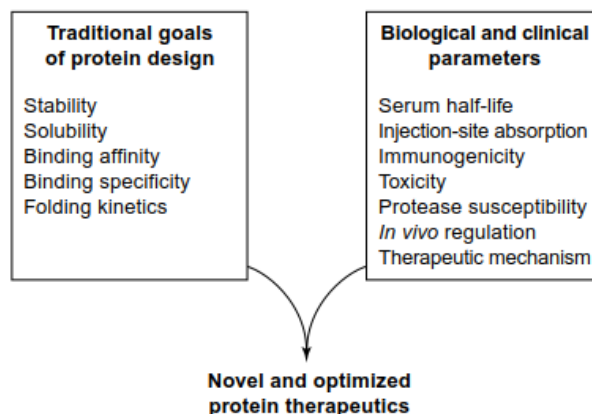 Traditional goals
of protein design
Stability
Solubility
Binding affinity
Binding specificity
Folding kinetics
Biological and clinical
parameters
Serum half-life
Injection-site absorption
Immunogenicity
Toxicity
Protease susceptibility
In vivo regulation
Therapeutic mechanism
Novel and optimized
protein therapeutics